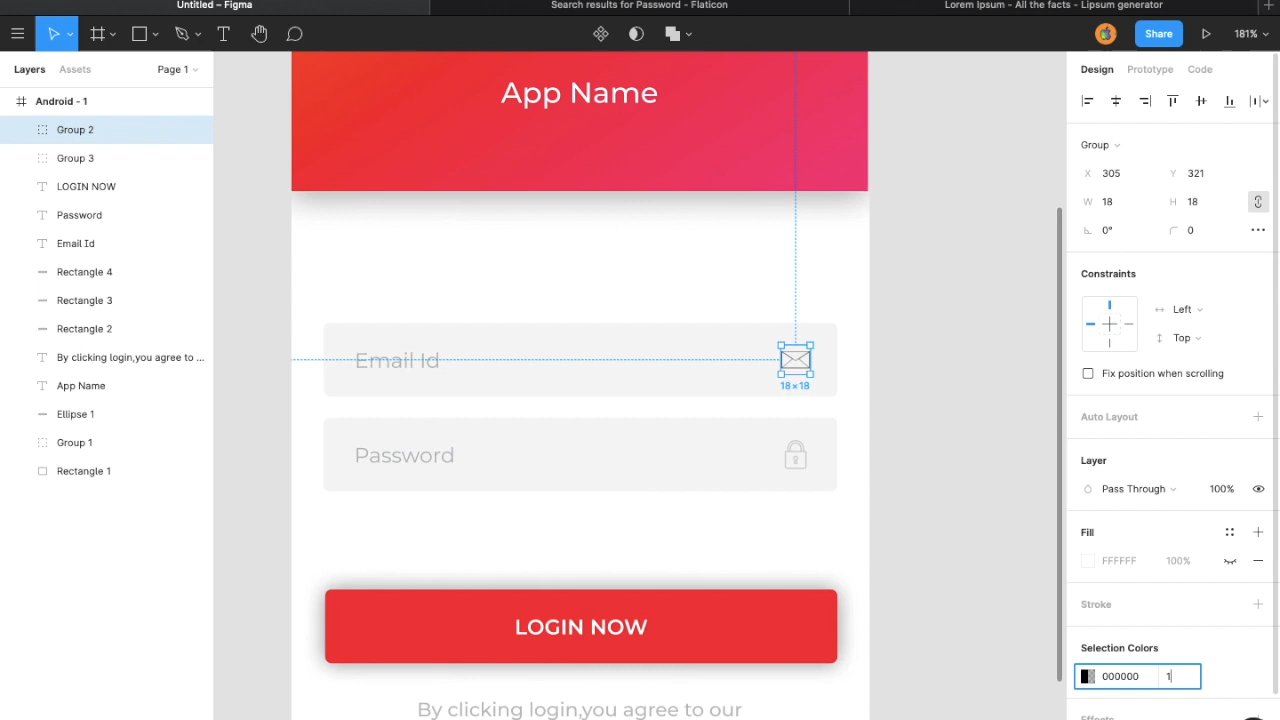 Untitled – Figma
Search results for Password - Flaticon
Lorem Ipsum - All the facts - Lipsum generator
Share
181%
Layers
Assets
Page 1
Android - 1
Group 2
Group 3
LOGIN NOW
Password
Email Id
Rectangle 4
Rectangle 3
Rectangle 2
By clicking login,you agree to ...
App Name
Ellipse 1
Group 1
Rectangle 1
App Name
Email Id
18×18
Password
LOGIN NOW
By clicking login,you agree to our
Design
Prototype
Code
Group
X 305
Y 321
W 18
H 18
0°
0
Constraints
Left
Top
Fix position when scrolling
Auto Layout
Layer
Pass Through
100%
Fill
FFFFFF
100%
Stroke
Selection Colors
000000
1
Effects